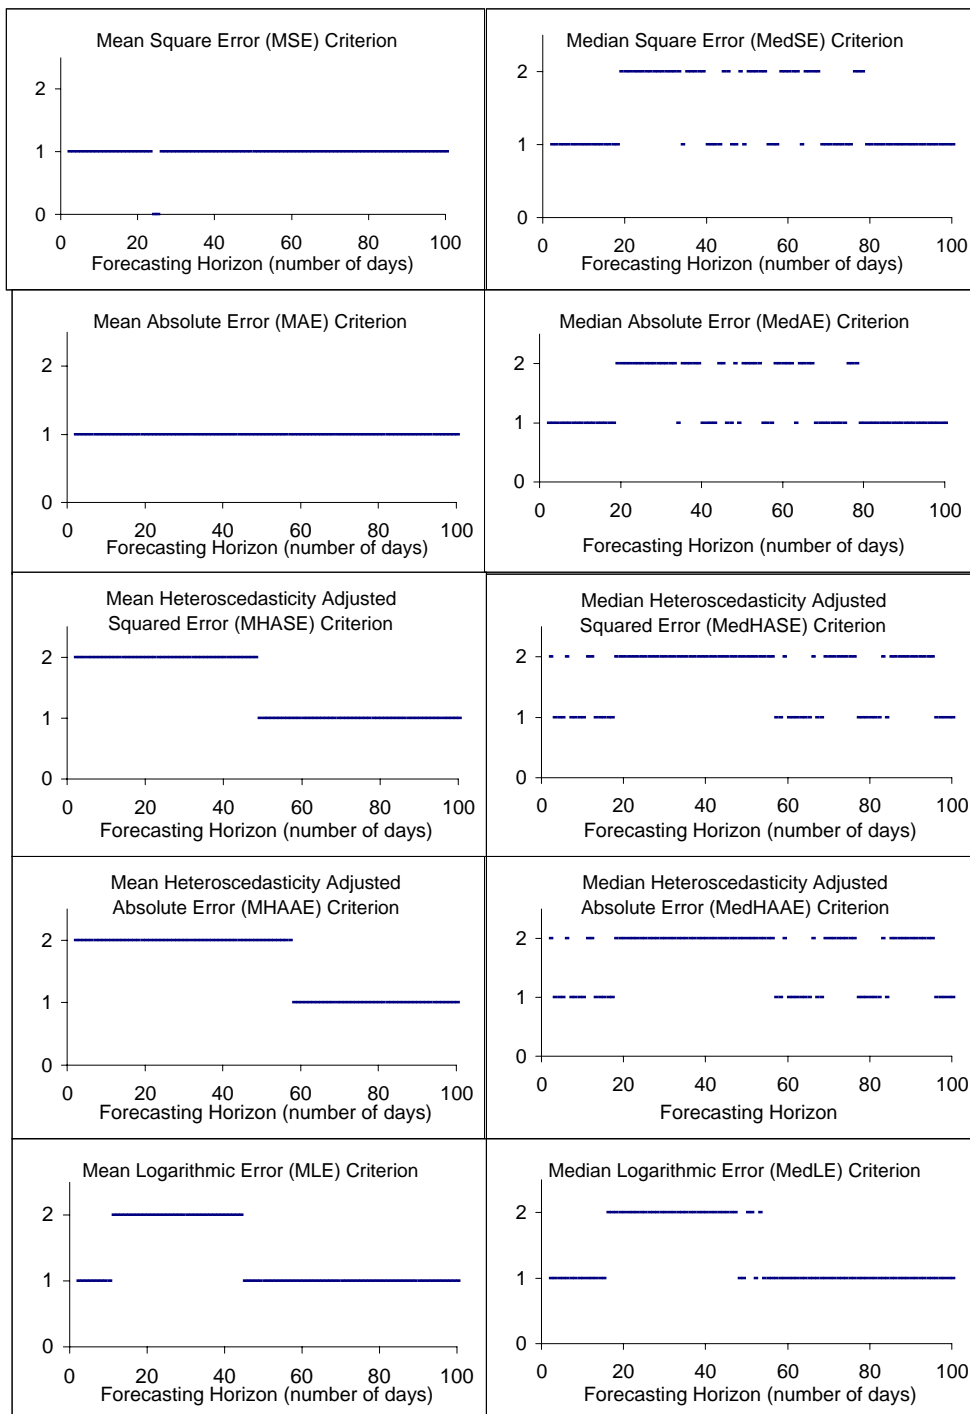 Mean Square Error (MSE) Criterion
2
1
0
0 20 40 60 80 100
Forecasting Horizon (number of days)
Median Square Error (MedSE) Criterion
2
1
0
0 20 40 60 80 100
Forecasting Horizon (number of days)
Mean Absolute Error (MAE) Criterion
2
1
0
0 20 40 60 80 100
Forecasting Horizon (number of days)
Median Absolute Error (MedAE) Criterion
2
1
0
0 20 40 60 80 100
Forecasting Horizon (number of days)
Mean Heteroscedasticity Adjusted
Squared Error (MHASE) Criterion
2
1
0
0 20 40 60 80 100
Forecasting Horizon (number of days)
Median Heteroscedasticity Adjusted
Squared Error (MedHASE) Criterion
2
1
0
0 20 40 60 80 100
Forecasting Horizon (number of days)
Mean Heteroscedasticity Adjusted
Absolute Error (MHAAE) Criterion
2
1
0
0 20 40 60 80 100
Forecasting Horizon (number of days)
Median Heteroscedasticity Adjusted
Absolute Error (MedHAAE) Criterion
2
1
0
0 20 40 60 80 100
Forecasting Horizon
Mean Logarithmic Error (MLE) Criterion
2
1
0
0 20 40 60 80 100
Forecasting Horizon (number of days)
Median Logarithmic Error (MedLE) Criterion
2
1
0
0 20 40 60 80 100
Forecasting Horizon (number of days)